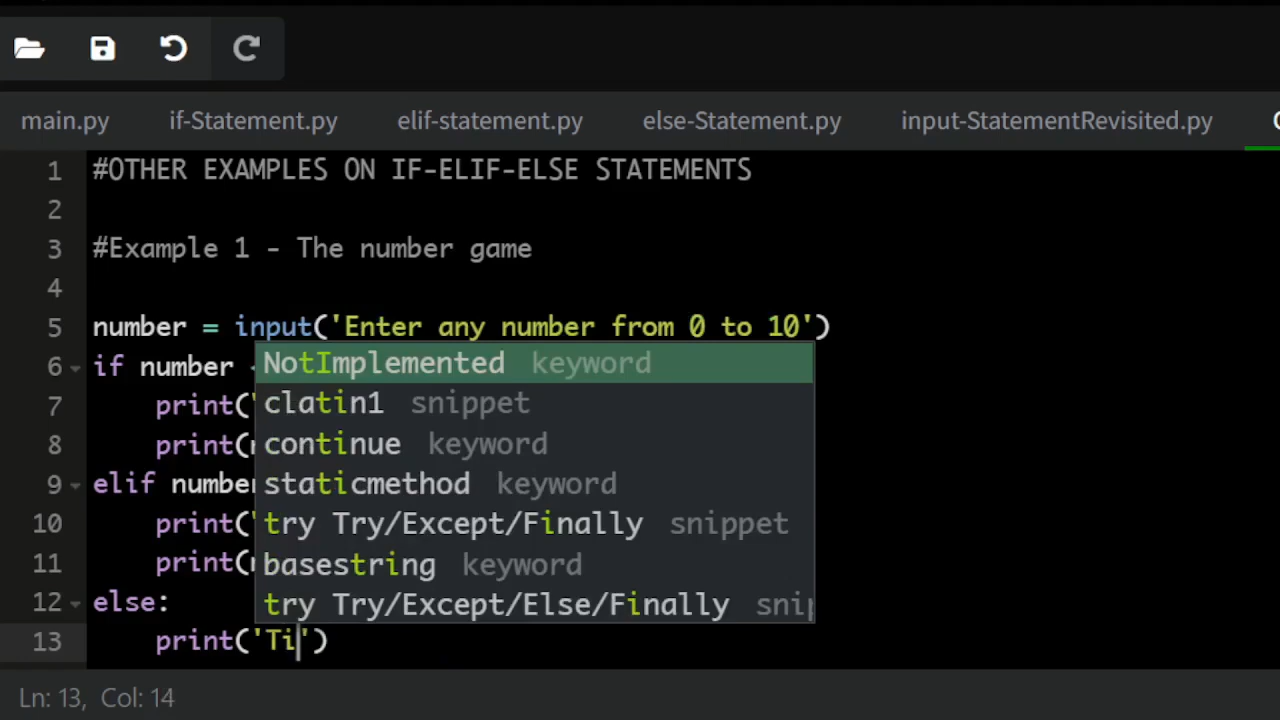 main.py if-Statement.py elif-statement.py else-Statement.py input-StatementRevisited.py
1 #OTHER EXAMPLES ON IF-ELIF-ELSE STATEMENTS
2
3 #Example 1 - The number game
4
5 number = input('Enter any number from 0 to 10')
6 if number
7 print(
8 print(
9 elif number
10 print(
11 print(
12 else:
13 print('Ti')
NotImplemented keyword
clatin1 snippet
continue keyword
staticmethod keyword
try Try/Except/Finally snippet
basestring keyword
try Try/Except/Else/Finally
Ln: 13, Col: 14